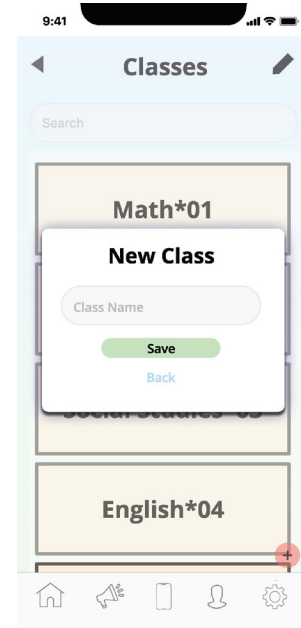 9:41
Classes
Search
Math*01
New Class
Class Name
Save
Back
English*04